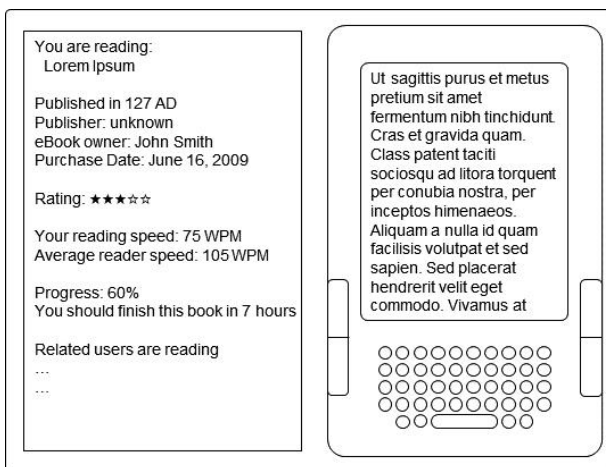 You are reading:
Lorem Ipsum
Published in 127 AD
Publisher: unknown
eBook owner: John Smith
Purchase Date: June 16, 2009
Rating: ★★★☆☆
Your reading speed: 75 WPM
Average reader speed: 105 WPM
Progress: 60%
You should finish this book in 7 hours
Related users are reading
...
...
Ut sagittis purus et metus
pretium sit amet
fermentum nibh tinchidunt.
Cras et gravida quam.
Class patent taciti
sociosqu ad litora torquent
per conubia nostra, per
inceptos himenaeos.
Aliquam a nulla id quam
facilisis volutpat et sed
sapien. Sed placerat
hendrerit velit eget
commodo. Vivamus at